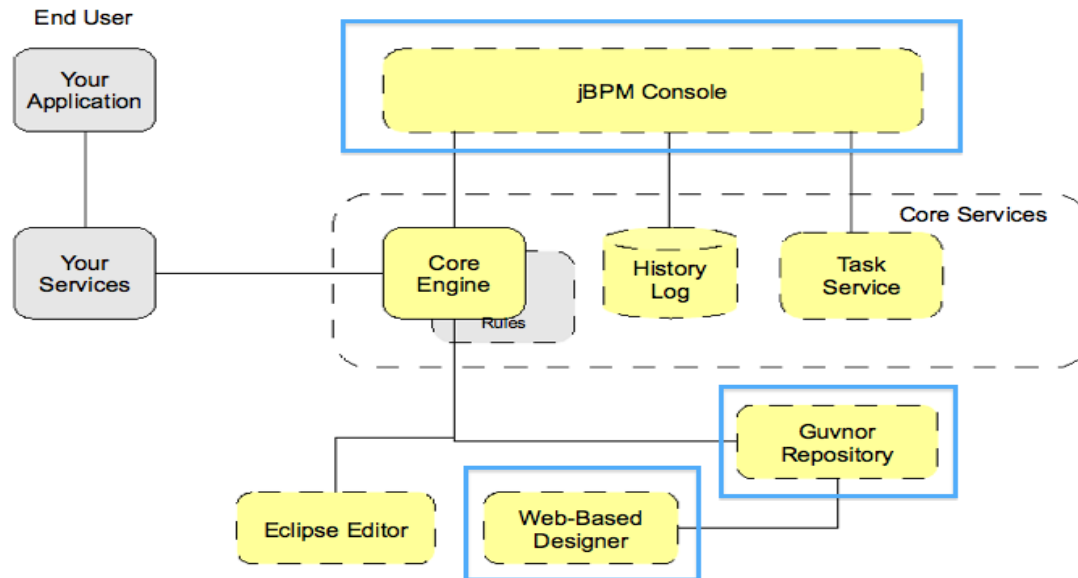 End User
Your
Application
jBPM Console
Core Services
Your
Services
Core
Engine
Rules
History
Log
Task
Service
Guvnor
Repository
Eclipse Editor
Web-Based
Designer